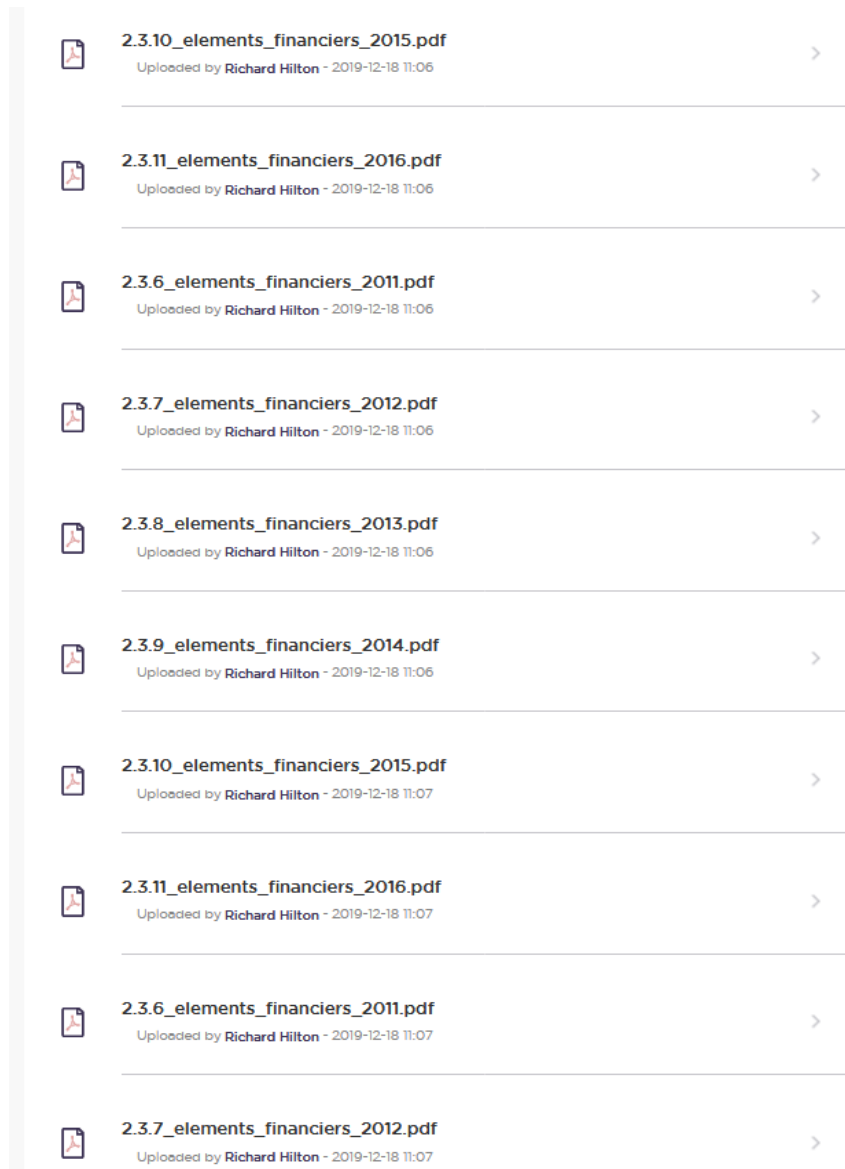 2.3.10_elements_financiers_2015.pdf
Uploaded by Richard Hilton - 2019-12-18 11:06
2.3.11_elements_financiers_2016.pdf
Uploaded by Richard Hilton - 2019-12-18 11:06
2.3.6_elements_financiers_2011.pdf
Uploaded by Richard Hilton - 2019-12-18 11:06
2.3.7_elements_financiers_2012.pdf
Uploaded by Richard Hilton - 2019-12-18 11:06
2.3.8_elements_financiers_2013.pdf
Uploaded by Richard Hilton - 2019-12-18 11:06
2.3.9_elements_financiers_2014.pdf
Uploaded by Richard Hilton - 2019-12-18 11:06
2.3.10_elements_financiers_2015.pdf
Uploaded by Richard Hilton - 2019-12-18 11:07
2.3.11_elements_financiers_2016.pdf
Uploaded by Richard Hilton - 2019-12-18 11:07
2.3.6_elements_financiers_2011.pdf
Uploaded by Richard Hilton - 2019-12-18 11:07
2.3.7_elements_financiers_2012.pdf
Uploaded by Richard Hilton - 2019-12-18 11:07